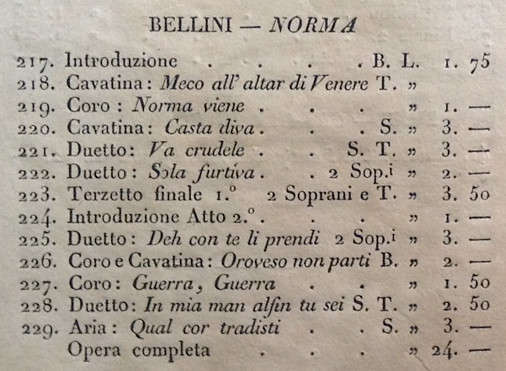 BELLINI — NORMA
217. Introduzione . . . . B. L. 1. 75
218. Cavatina: Meco all' altar di Venere T. „
219. Coro : Norma viene . . . . „ 1. —
220. Cavatina: Casta diva . . . S. „ 3. —
221. Duetto: Va crudele . . S. T. „ 3. —
222. Duetto: Sola furtiva . . 2 Sop.i „ 2. —
223. Terzetto finale 1.° 2 Soprani e T. „ 3. 50
224. Introduzione Atto 2.° . . . „ 1. —
225. Duetto: Deh con te li prendi 2 Sop.i „ 3. —
226. Coro e Cavatina: Oroveso non parti B. „ 2. —
227. Coro: Guerra, Guerra . . . „ 1. 50
228. Duetto: In mia man alfin tu sei S. T. „ 2. 50
229. Aria: Qual cor tradisti . . S. „ 3. —
Opera completa . . . „ 24. —